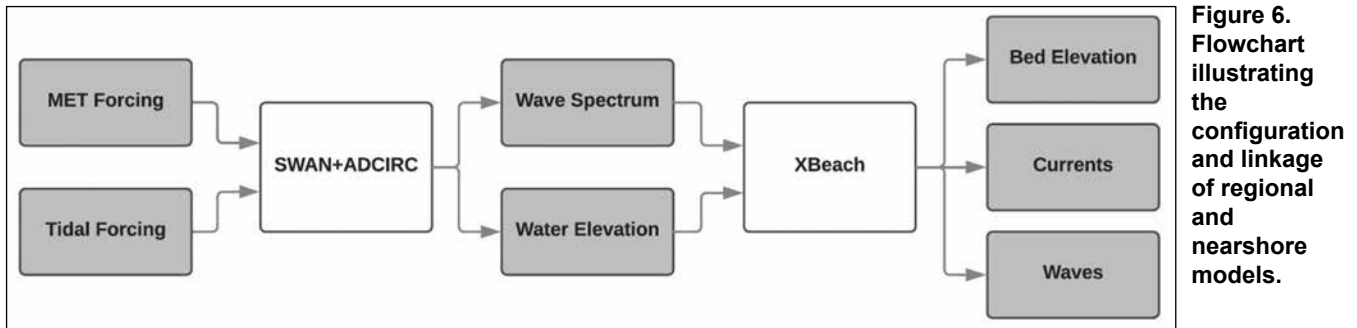 MET Forcing
Tidal Forcing
SWAN+ADCIRC
Wave Spectrum
Water Elevation
XBeach
Bed Elevation
Currents
Waves
Figure 6.
Flowchart
illustrating
the
configuration
and linkage
of regional
and
nearshore
models.